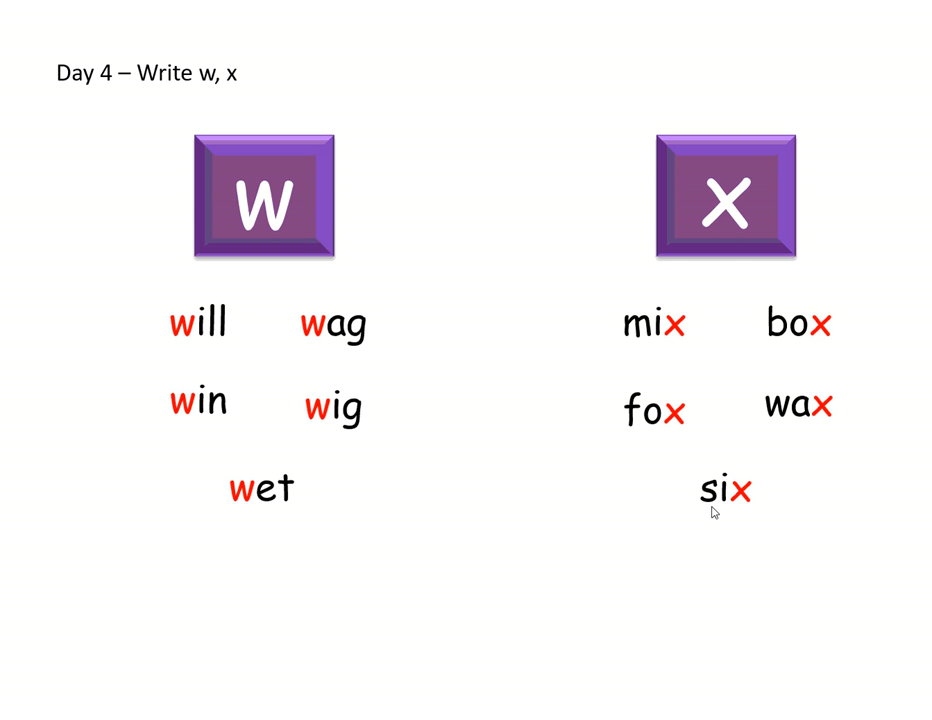 Day 4 – Write w, x
w
x
will wag
mix box
win wig
fox wax
wet
six